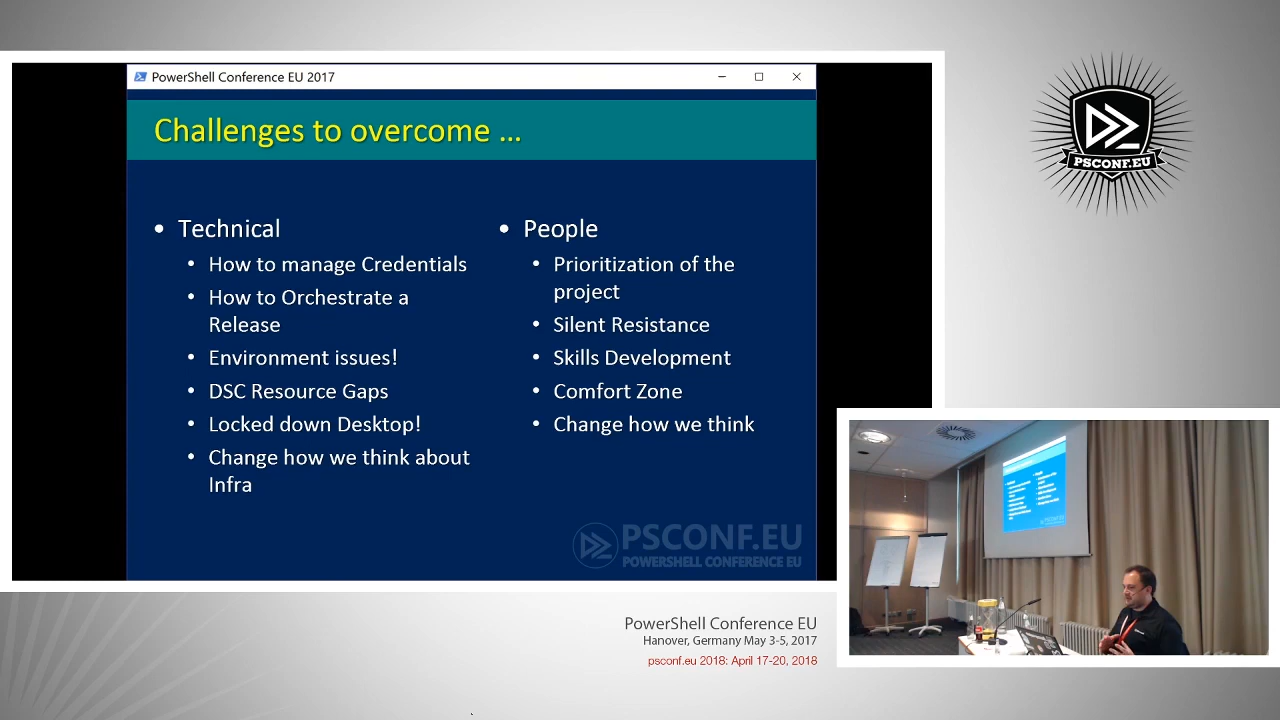 PowerShell Conference EU 2017
Challenges to overcome ...
• Technical
• How to manage Credentials
• How to Orchestrate a
Release
• Environment issues!
• DSC Resource Gaps
• Locked down Desktop!
• Change how we think about
Infra
• People
• Prioritization of the
project
• Silent Resistance
• Skills Development
• Comfort Zone
• Change how we think
PSCONF.EU
POWERSHELL CONFERENCE EU
PSCONF.EU
PowerShell Conference EU
Hanover, Germany May 3-5, 2017
psconf.eu 2018: April 17-20, 2018